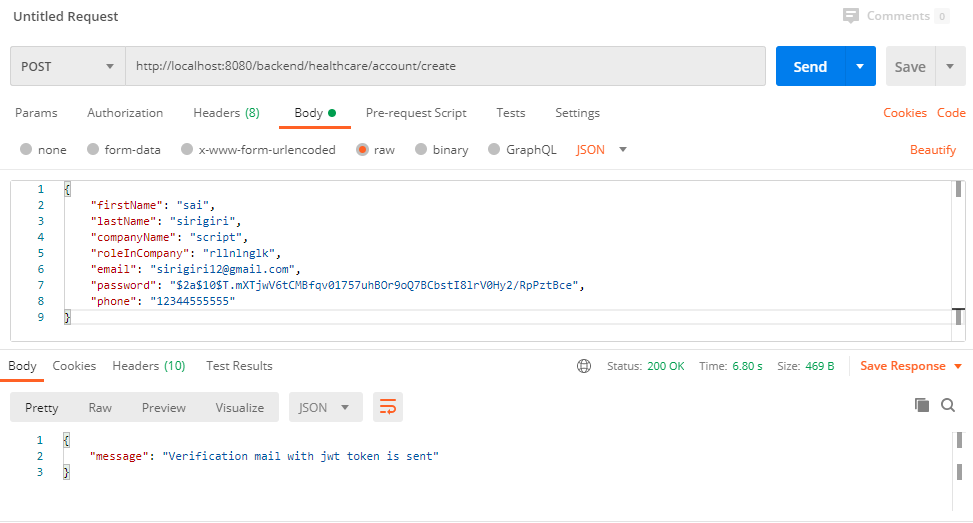 Untitled Request
Comments 0
POST http://localhost:8080/backend/healthcare/account/create Send Save
Params Authorization Headers (8) Body Pre-request Script Tests Settings Cookies Code
none form-data x-www-form-urlencoded raw binary GraphQL JSON Beautify
1 {
2 "firstName": "sai",
3 "lastName": "sirigiri",
4 "companyName": "script",
5 "roleInCompany": "rllnlnglk",
6 "email": "sirigiri12@gmail.com",
7 "password": "$2a$10$T.mXTjwV6tCMBfqv01757uhBOr9oQ7BCbstI8lrV0Hy2/RpPztBce",
8 "phone": "12344555555"
9 }
Body Cookies Headers (10) Test Results Status: 200 OK Time: 6.80 s Size: 469 B Save Response
Pretty Raw Preview Visualize JSON
1 {
2 "message": "Verification mail with jwt token is sent"
3 }